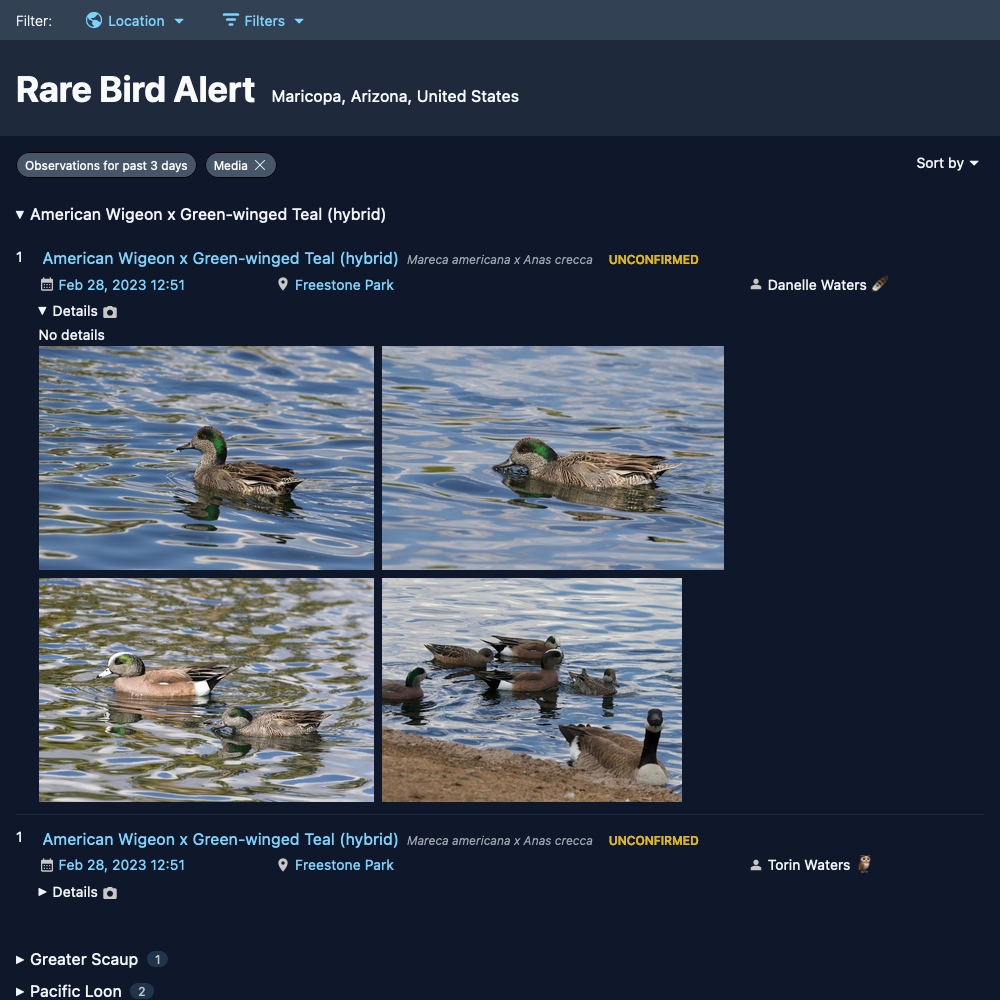 Filter: Location Filters
Rare Bird Alert Maricopa, Arizona, United States
Observations for past 3 days Media Sort by
American Wigeon x Green-winged Teal (hybrid)
1 American Wigeon x Green-winged Teal (hybrid) Mareca americana x Anas crecca UNCONFIRMED
Feb 28, 2023 12:51 Freestone Park Danelle Waters
Details
No details
1 American Wigeon x Green-winged Teal (hybrid) Mareca americana x Anas crecca UNCONFIRMED
Feb 28, 2023 12:51 Freestone Park Torin Waters
Details
Greater Scaup 1
Pacific Loon 2